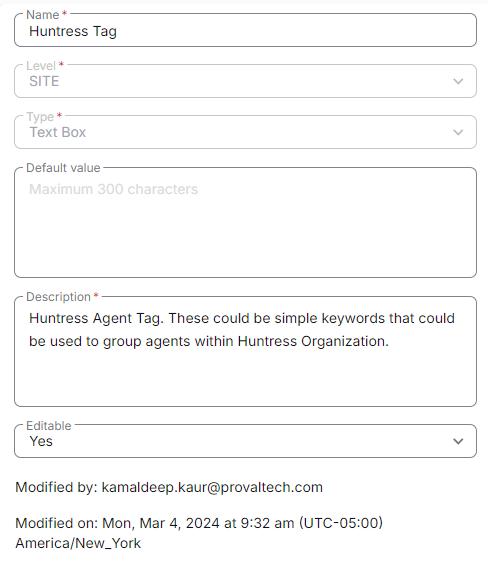 Name *
Huntress Tag
Level *
SITE
Type *
Text Box
Default value
Maximum 300 characters
Description *
Huntress Agent Tag. These could be simple keywords that could
be used to group agents within Huntress Organization.
Editable
Yes
Modified by: kamaldeep.kaur@provaltech.com
Modified on: Mon, Mar 4, 2024 at 9:32 am (UTC-05:00)
America/New_York